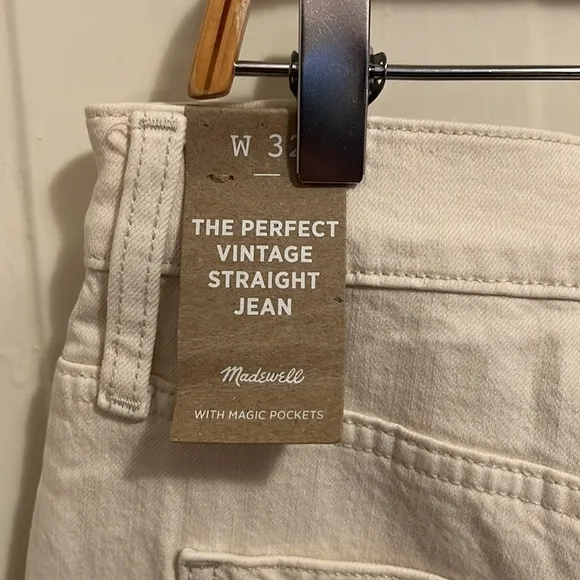 W 32
THE PERFECT
VINTAGE
STRAIGHT
JEAN
Madewell
WITH MAGIC POCKETS